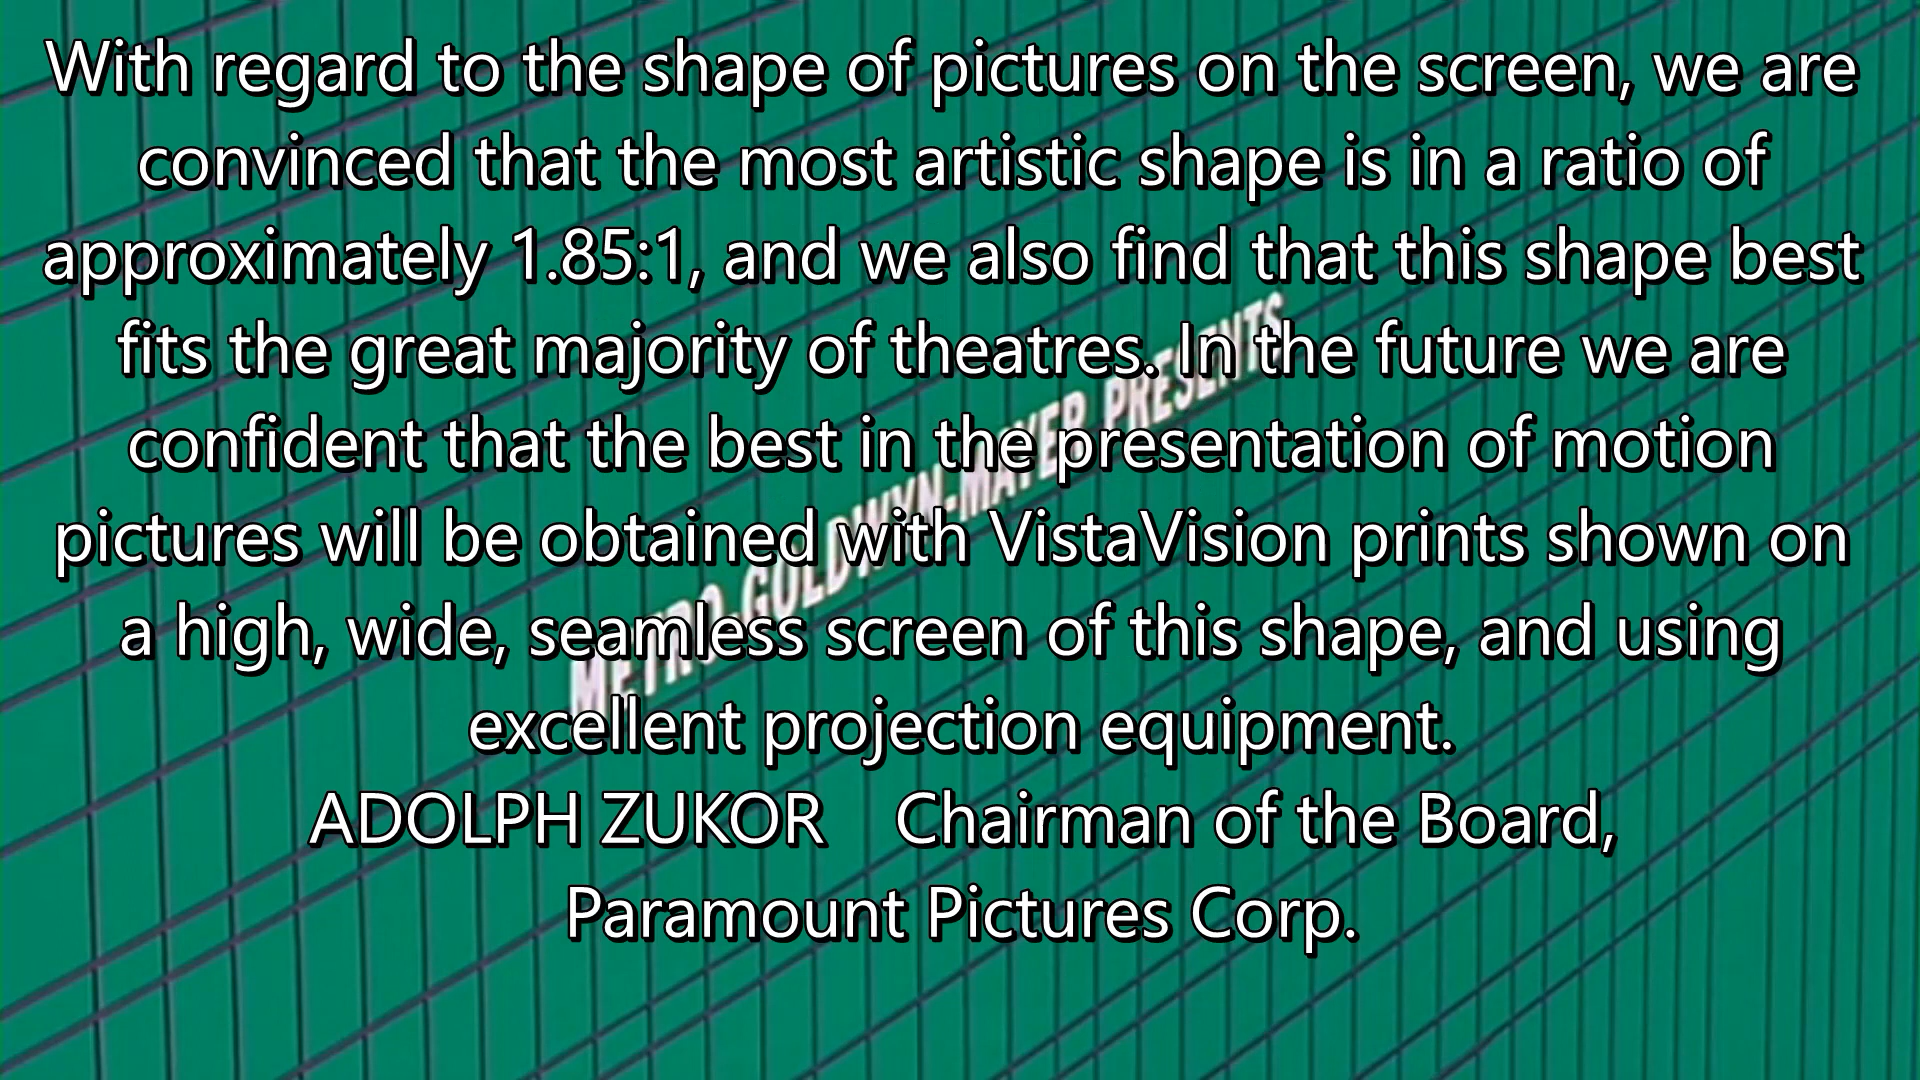 With regard to the shape of pictures on the screen, we are
convinced that the most artistic shape is in a ratio of
approximately 1.85:1, and we also find that this shape best
fits the great majority of theatres. In the future we are
confident that the best in the presentation of motion
pictures will be obtained with VistaVision prints shown on
a high, wide, seamless screen of this shape, and using
excellent projection equipment.
ADOLPH ZUKOR    Chairman of the Board,
Paramount Pictures Corp.
METRO-GOLDWYN-MAYER PRESENTS